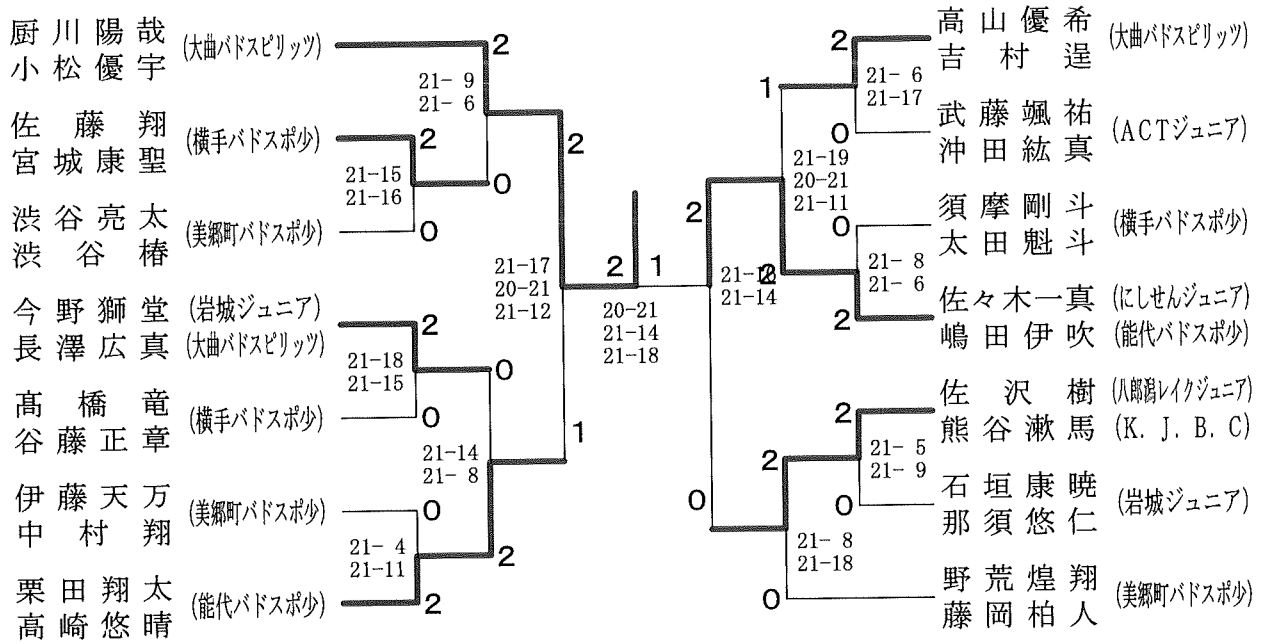 厨川陽哉 (大曲バドスピリッツ)
小松優宇
2
21- 9
21- 6
佐藤翔 (横手バドスポ少)
宮城康聖
2
0
21-15
21-16
渋谷亮太 (美郷町バドスポ少)
渋谷椿
0
2
21-17
20-21
21-12
今野獅堂 (岩城ジュニア)
長澤広真 (大曲バドスピリッツ)
2
0
21-18
21-15
髙橋竜 (横手バドスポ少)
谷藤正章
0
1
21-14
21- 8
伊藤天万 (美郷町バドスポ少)
中村翔
0
2
21- 4
21-11
栗田翔太 (能代バドスポ少)
高崎悠晴
2
2 1
20-21
21-14
21-18
高山優希 (大曲バドスピリッツ)
吉村逞
2
1
21- 6
21-17
武藤颯祐 (ACTジュニア)
沖田紘真
0
21-19
20-21
21-11
2
須摩剛斗 (横手バドスポ少)
太田魁斗
0
21- 8
21- 6
2
21-14
佐々木一真 (にしせんジュニア)
嶋田伊吹 (能代バドスポ少)
2
佐沢樹 (八郎潟レイクジュニア)
熊谷漱馬 (K. J. B. C)
2
2
21- 5
21- 9
0
石垣康暁 (岩城ジュニア)
那須悠仁
0
21- 8
21-18
野荒煌翔 (美郷町バドスポ少)
藤岡柏人
0